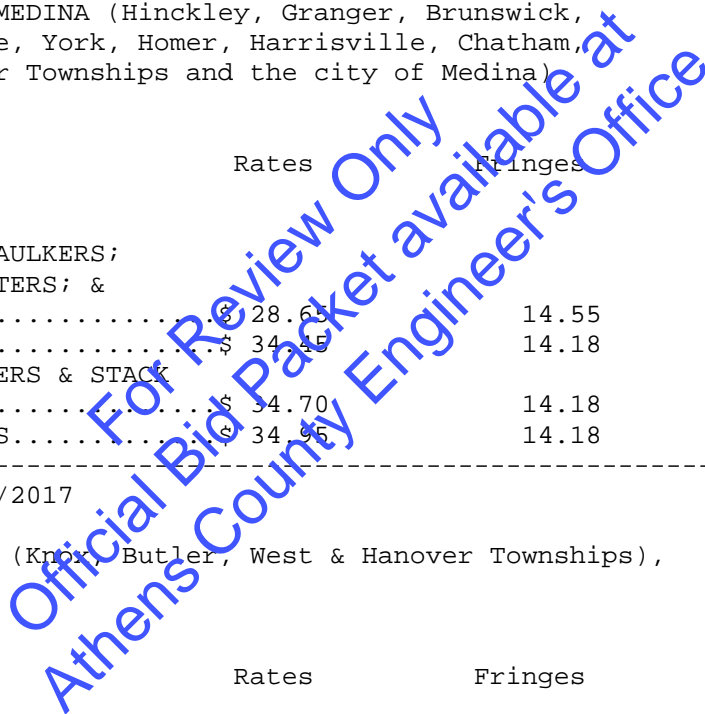 MEDINA (Hinckley, Granger, Brunswick,
e, York, Homer, Harrisville, Chatham,
r Townships and the city of Medina)
Rates Fringes
AULKERS;
TERS; &
..............$ 28.65 14.55
..............$ 34.45 14.18
ERS & STACK
..............$ 34.70 14.18
S.............$ 34.95 14.18
----------------------------------------------------------
/2017
(Knox, Butler, West & Hanover Townships),
Rates Fringes
For Review Only
Official Bid Packet available at
Athens County Engineer's Office